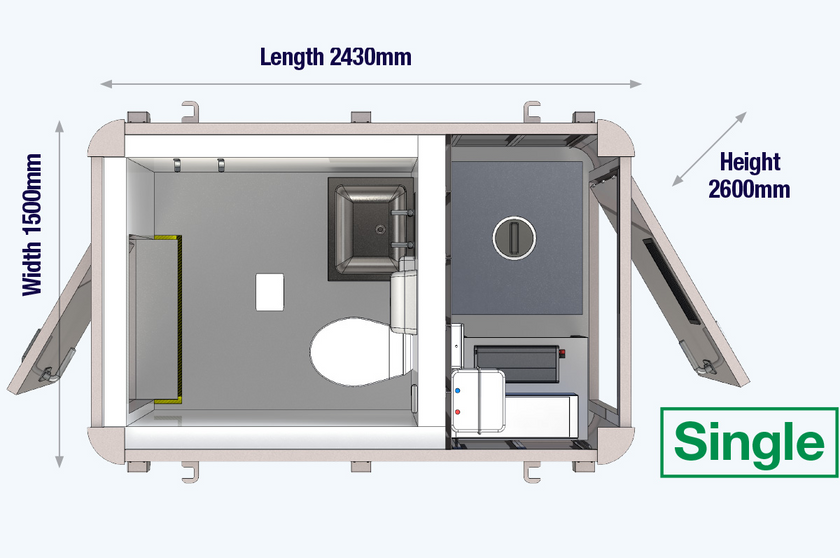 Length 2430mm
Width 1500mm
Height
2600mm
Single